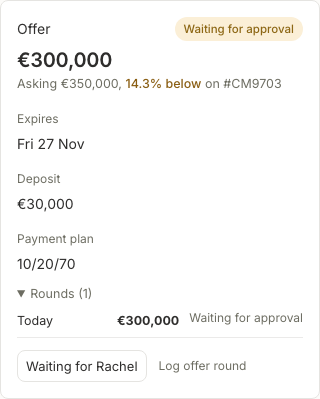 Offer
Waiting for approval
€300,000
Asking €350,000, 14.3% below on #CM9703
Expires
Fri 27 Nov
Deposit
€30,000
Payment plan
10/20/70
▼ Rounds (1)
Today €300,000 Waiting for approval
Waiting for Rachel Log offer round